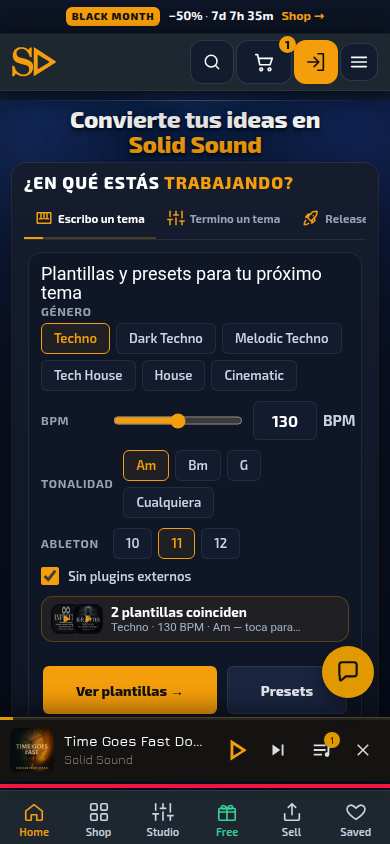 BLACK MONTH −50% · 7d 7h 35m Shop →
1
Convierte tus ideas en
Solid Sound
¿EN QUÉ ESTÁS TRABAJANDO?
Escribo un tema Termino un tema Release
Plantillas y presets para tu próximo
tema
GÉNERO
Techno Dark Techno Melodic Techno
Tech House House Cinematic
BPM 130 BPM
Am Bm G
TONALIDAD
Cualquiera
ABLETON 10 11 12
Sin plugins externos
2 plantillas coinciden
Techno · 130 BPM · Am — toca para...
Ver plantillas → Presets
Time Goes Fast Do...
Solid Sound
1
Home Shop Studio Free Sell Saved